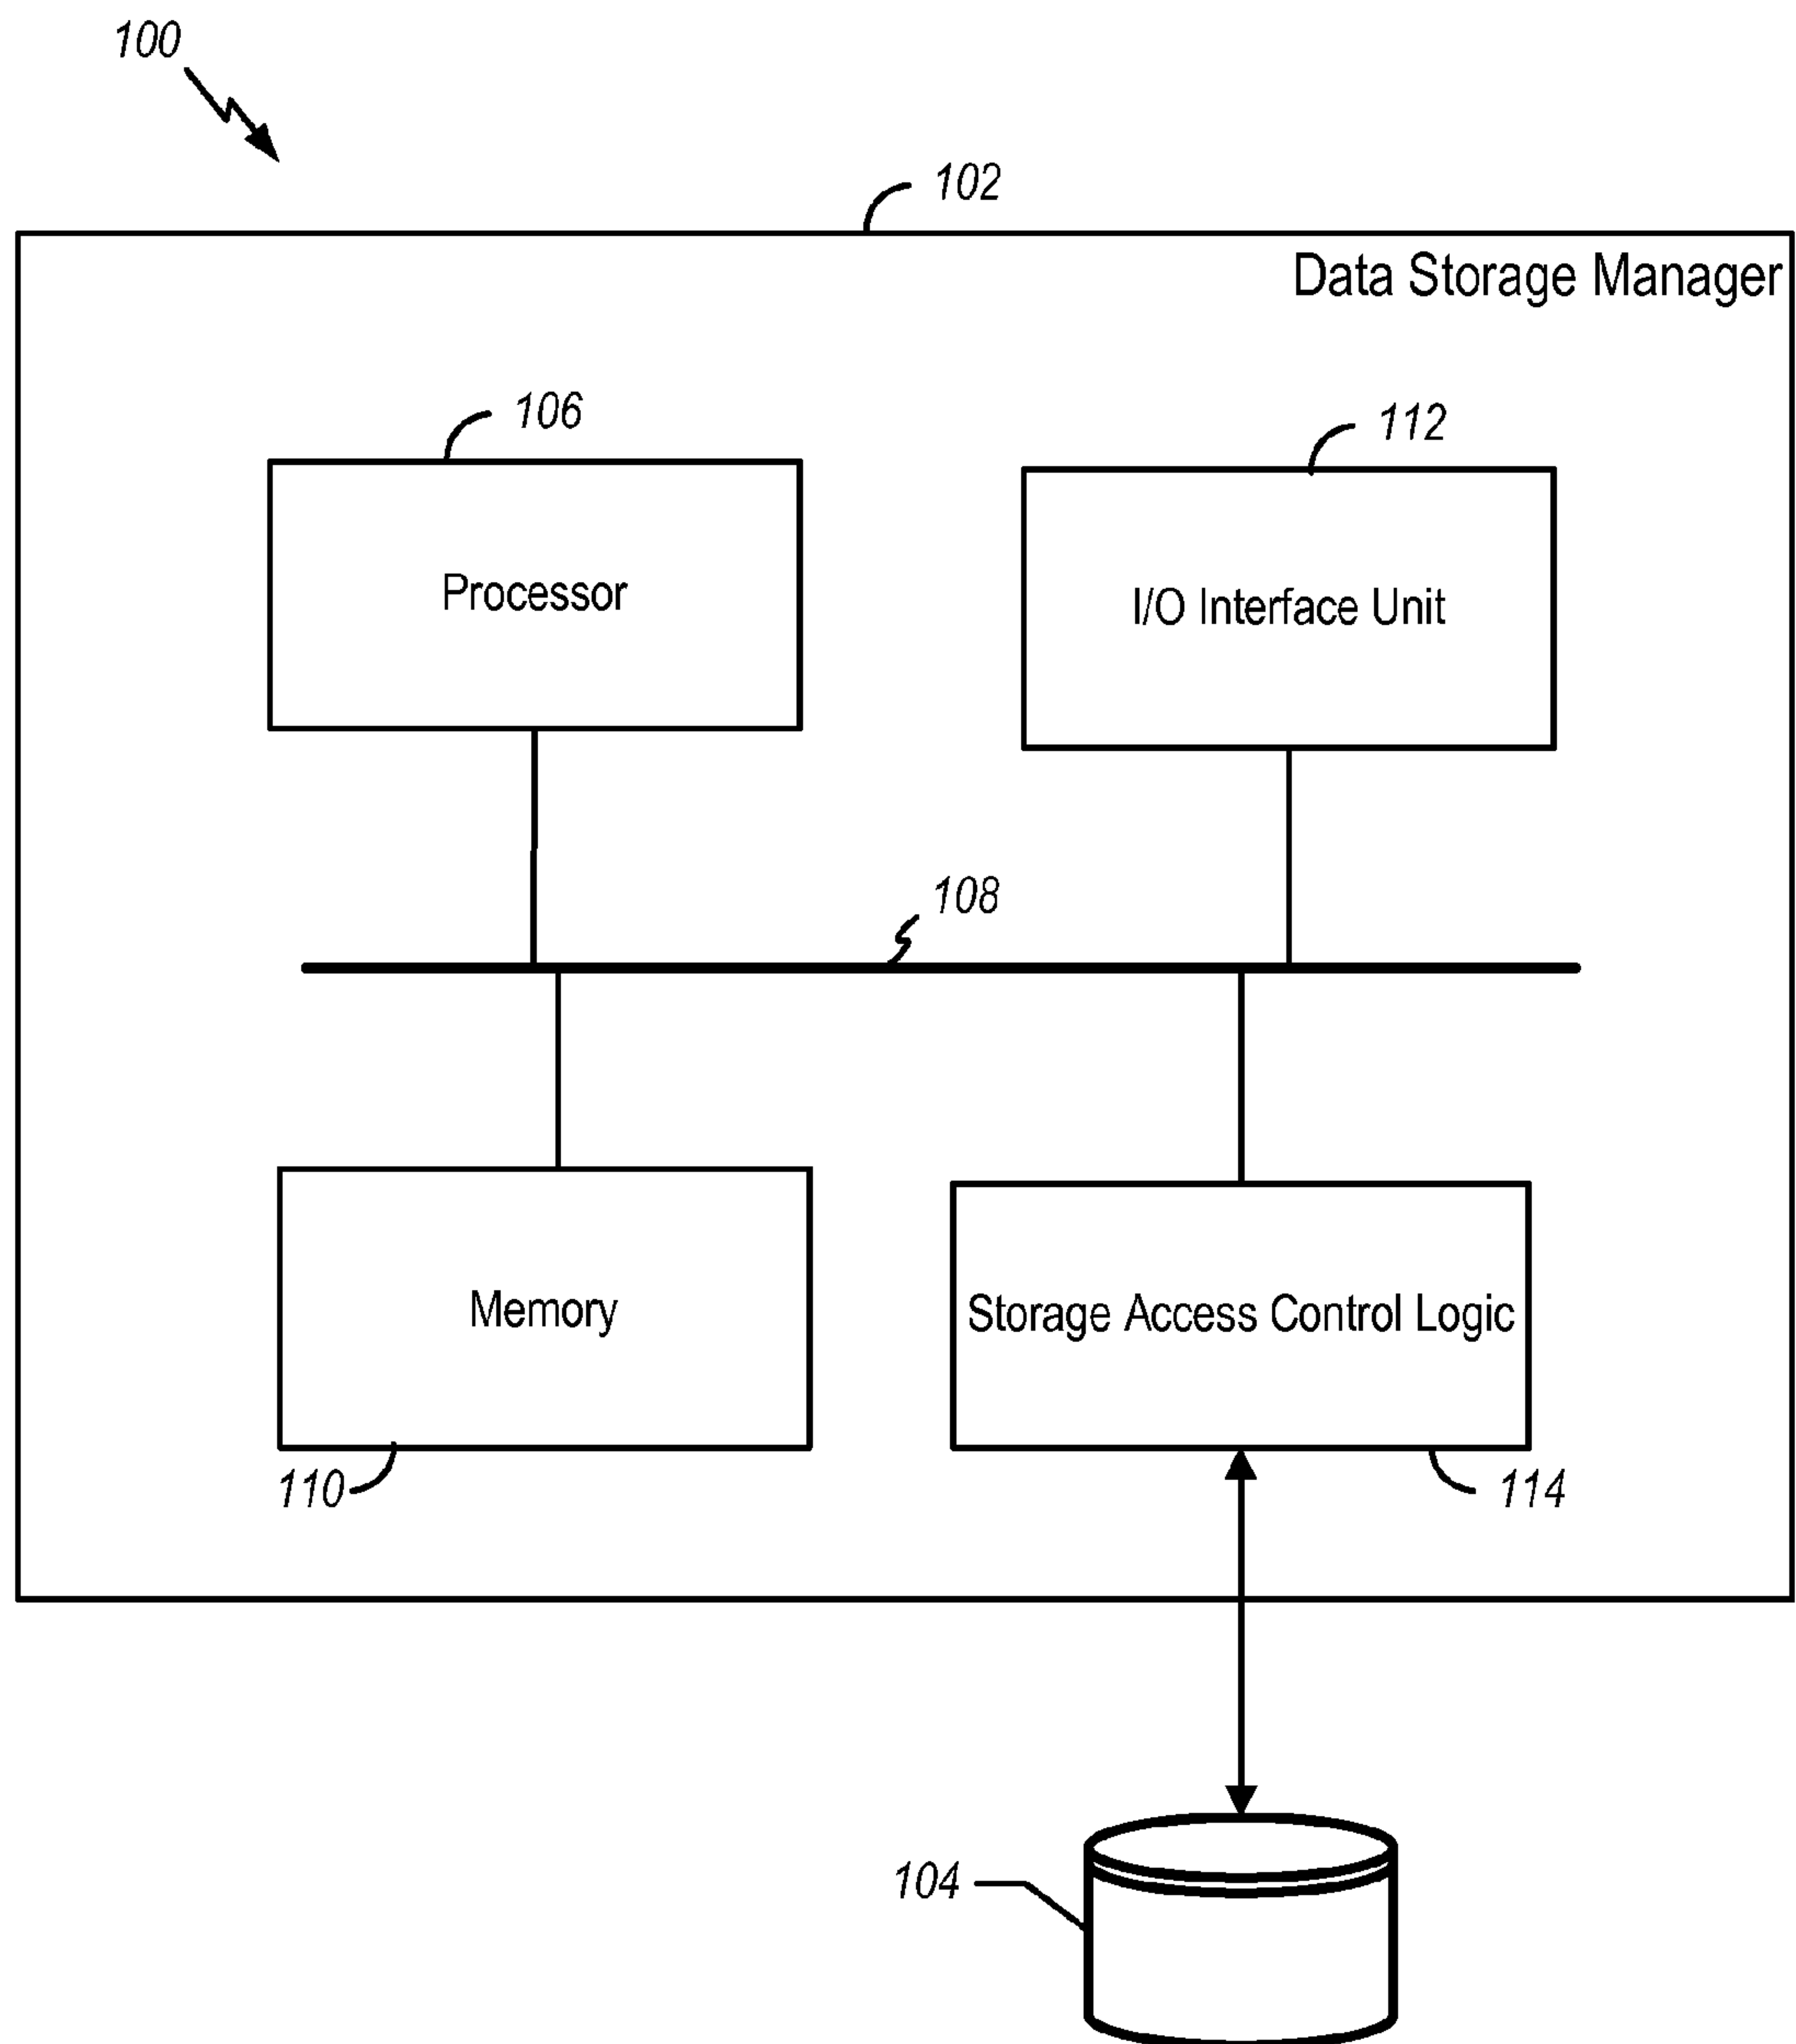 100
102
Data Storage Manager
106
112
Processor
I/O Interface Unit
108
Memory
Storage Access Control Logic
110
114
104